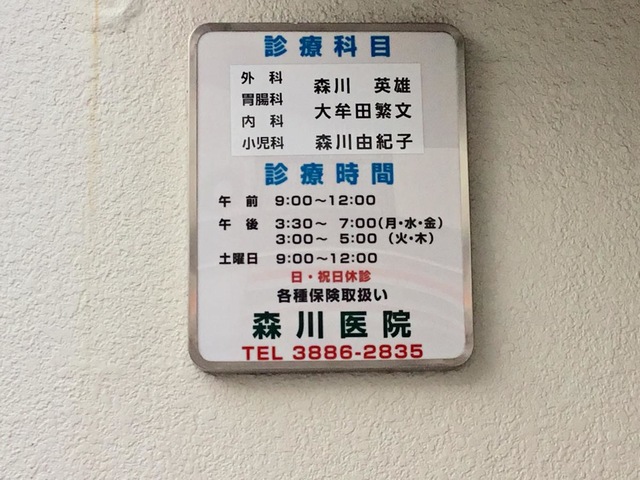 診療科目
外科 森川 英雄
胃腸科
内科 大牟田繁文
小児科 森川由紀子
診療時間
午前 9:00〜12:00
午後 3:30〜 7:00(月・水・金)
3:00〜 5:00 (火・木)
土曜日 9:00〜12:00
日・祝日休診
各種保険取扱い
森川医院
TEL 3886-2835